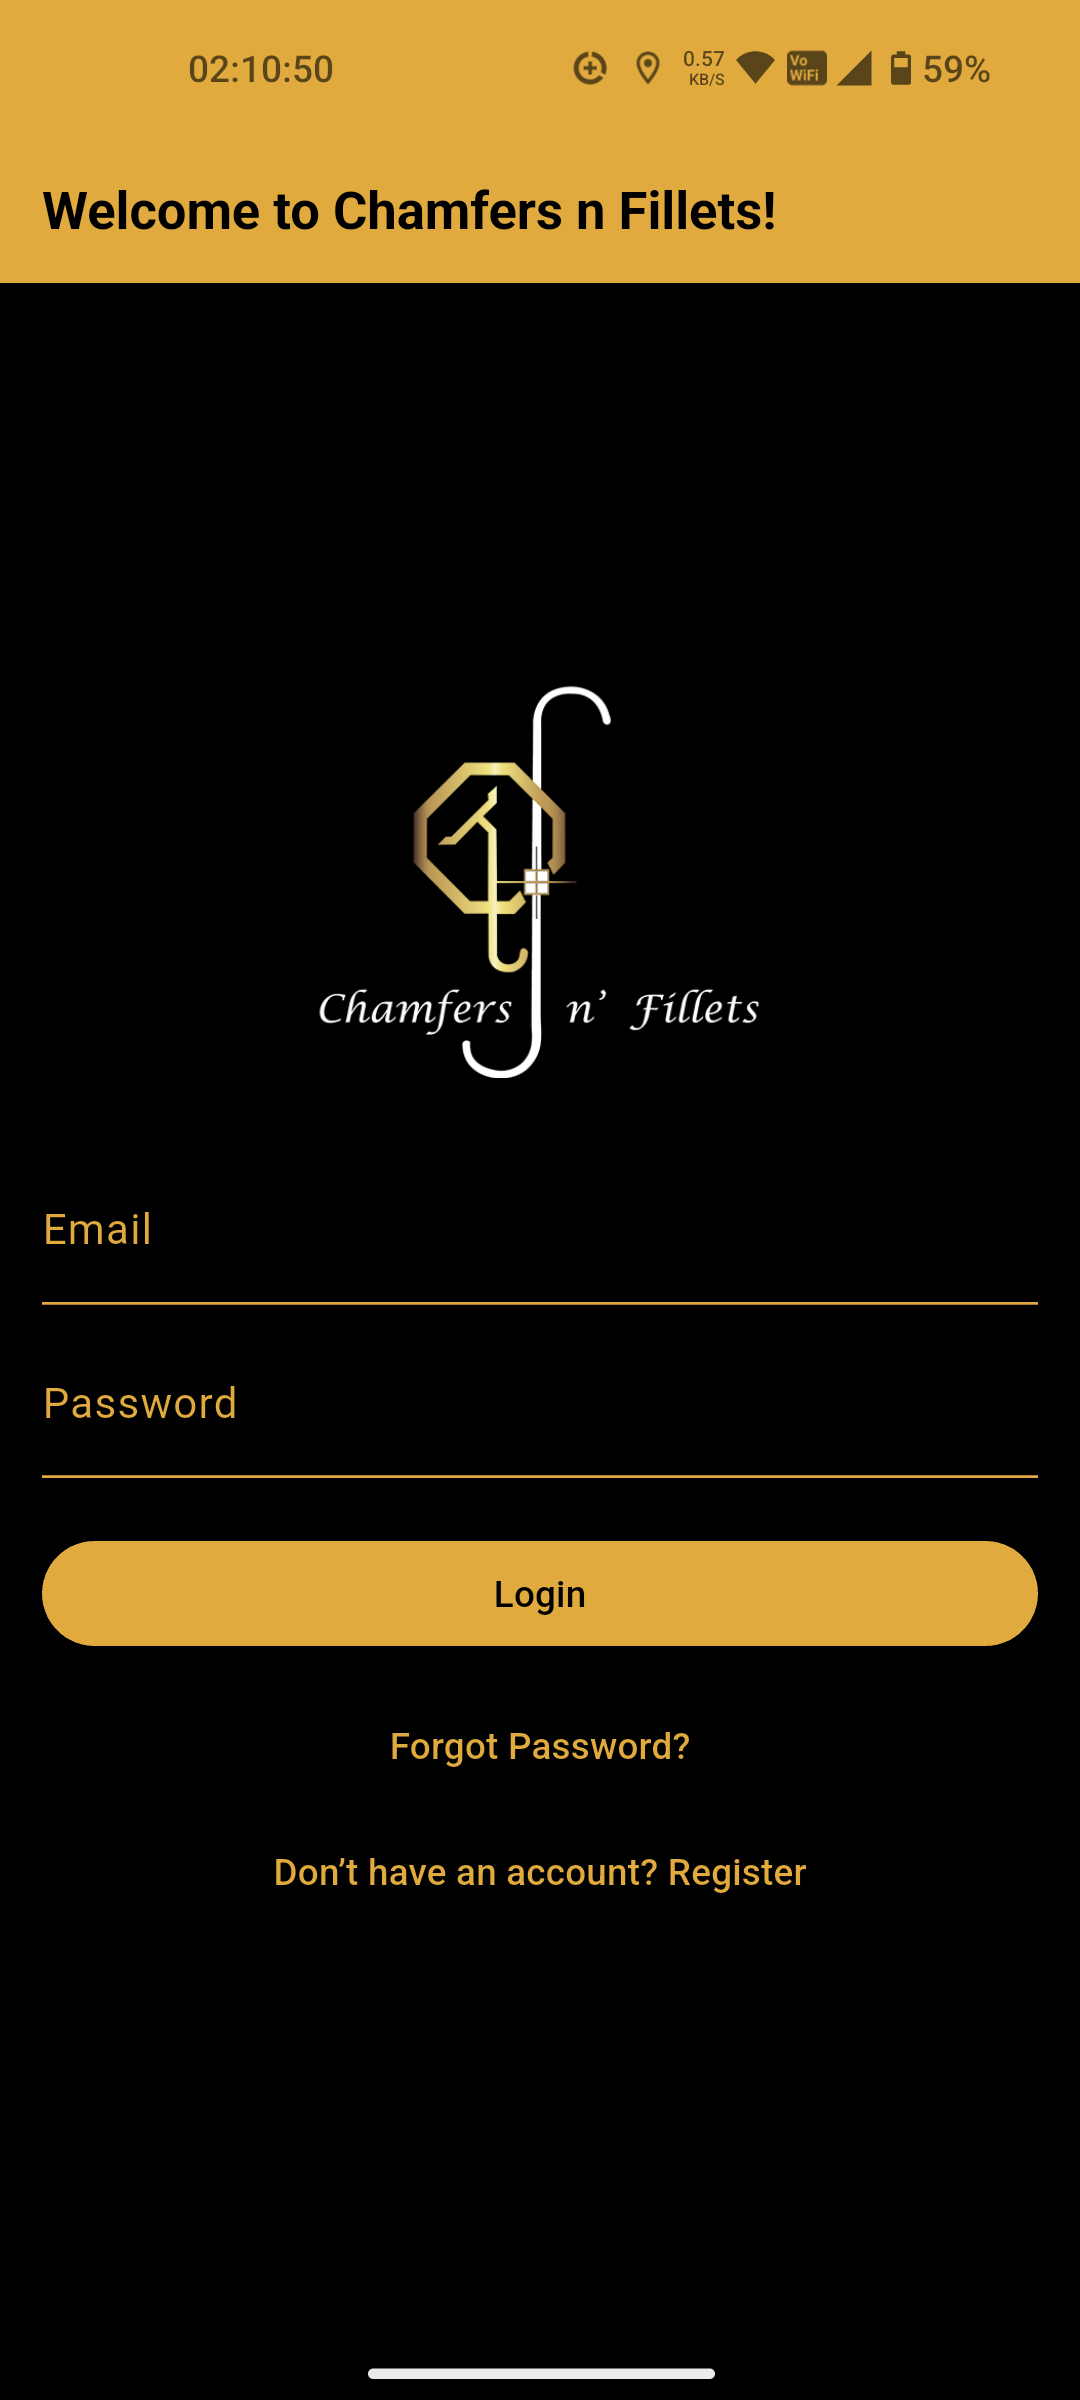 02:10:50 0.57 KB/S Vo WiFi 59%
Welcome to Chamfers n Fillets!
Chamfers n’ Fillets
Email
Password
Login
Forgot Password?
Don’t have an account? Register